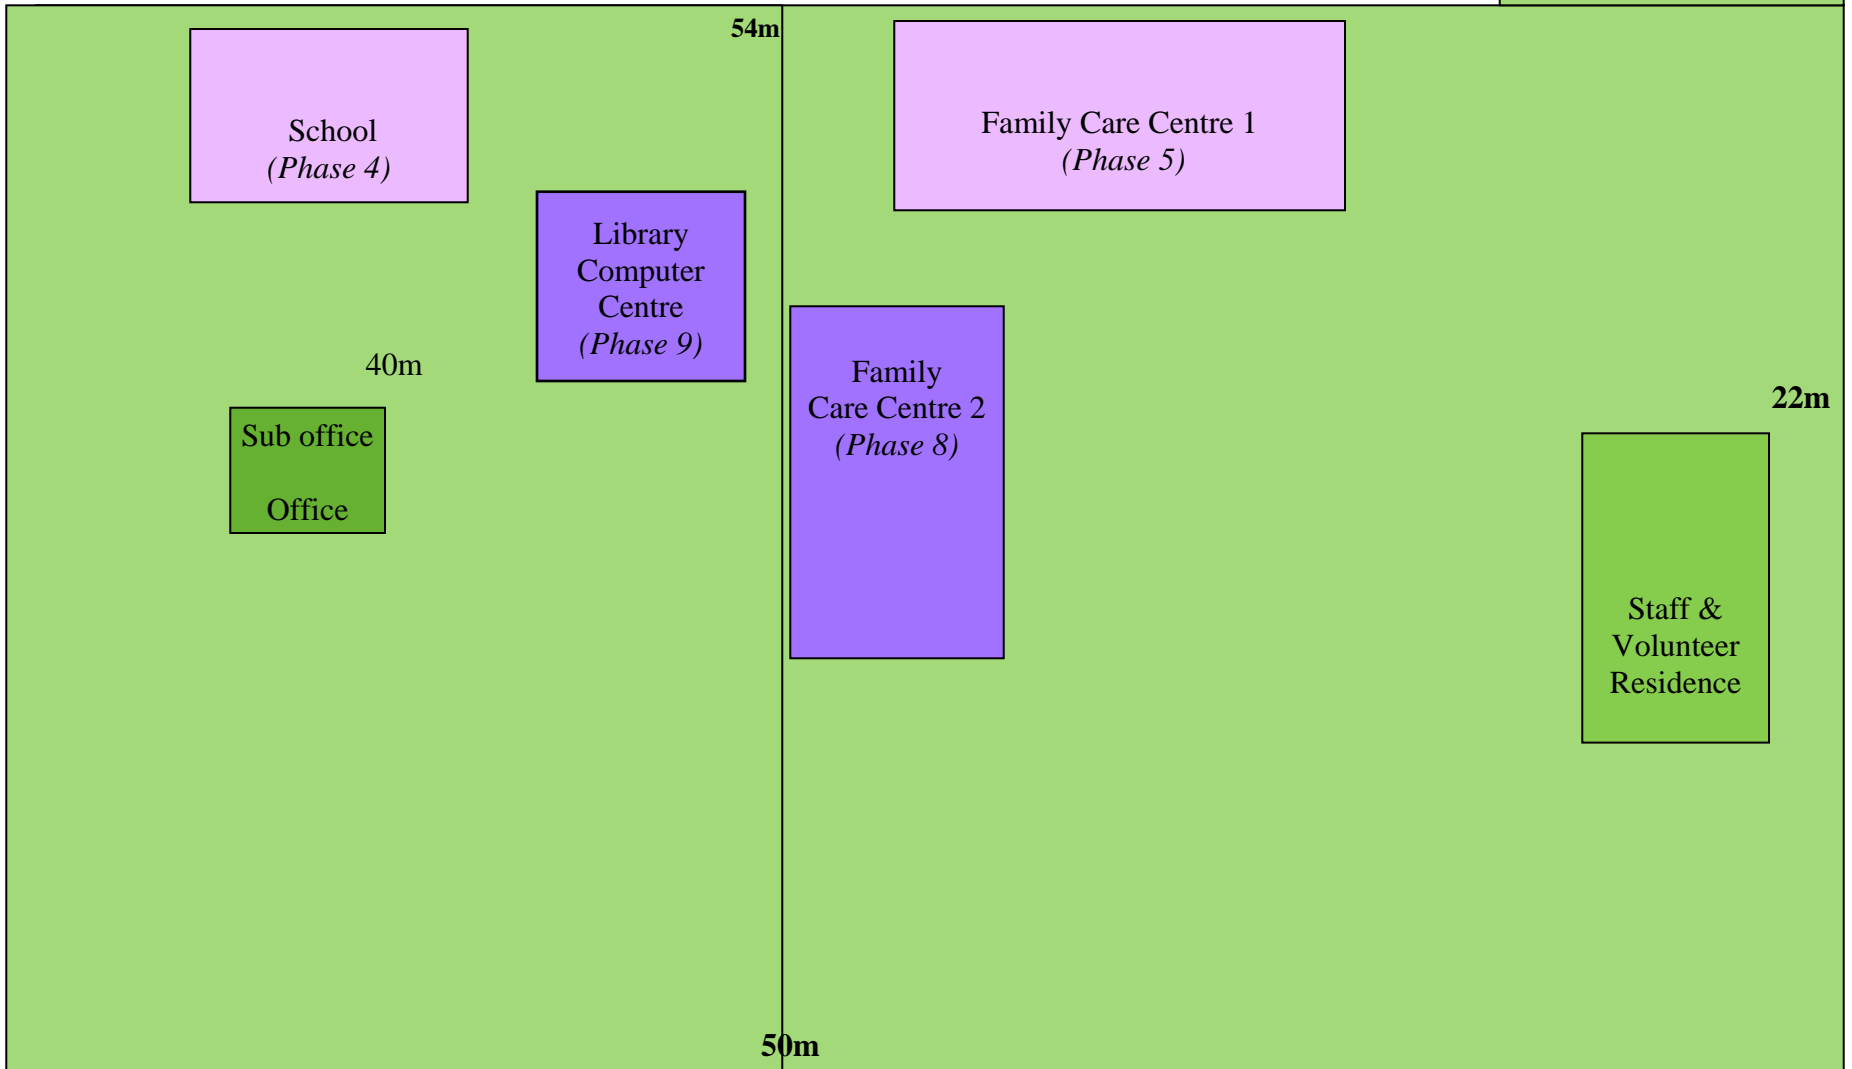 54m
School
(Phase 4)
Family Care Centre 1
(Phase 5)
Library
Computer
Centre
(Phase 9)
40m
Family
Care Centre 2
(Phase 8)
22m
Sub office
Office
Staff &
Volunteer
Residence
50m